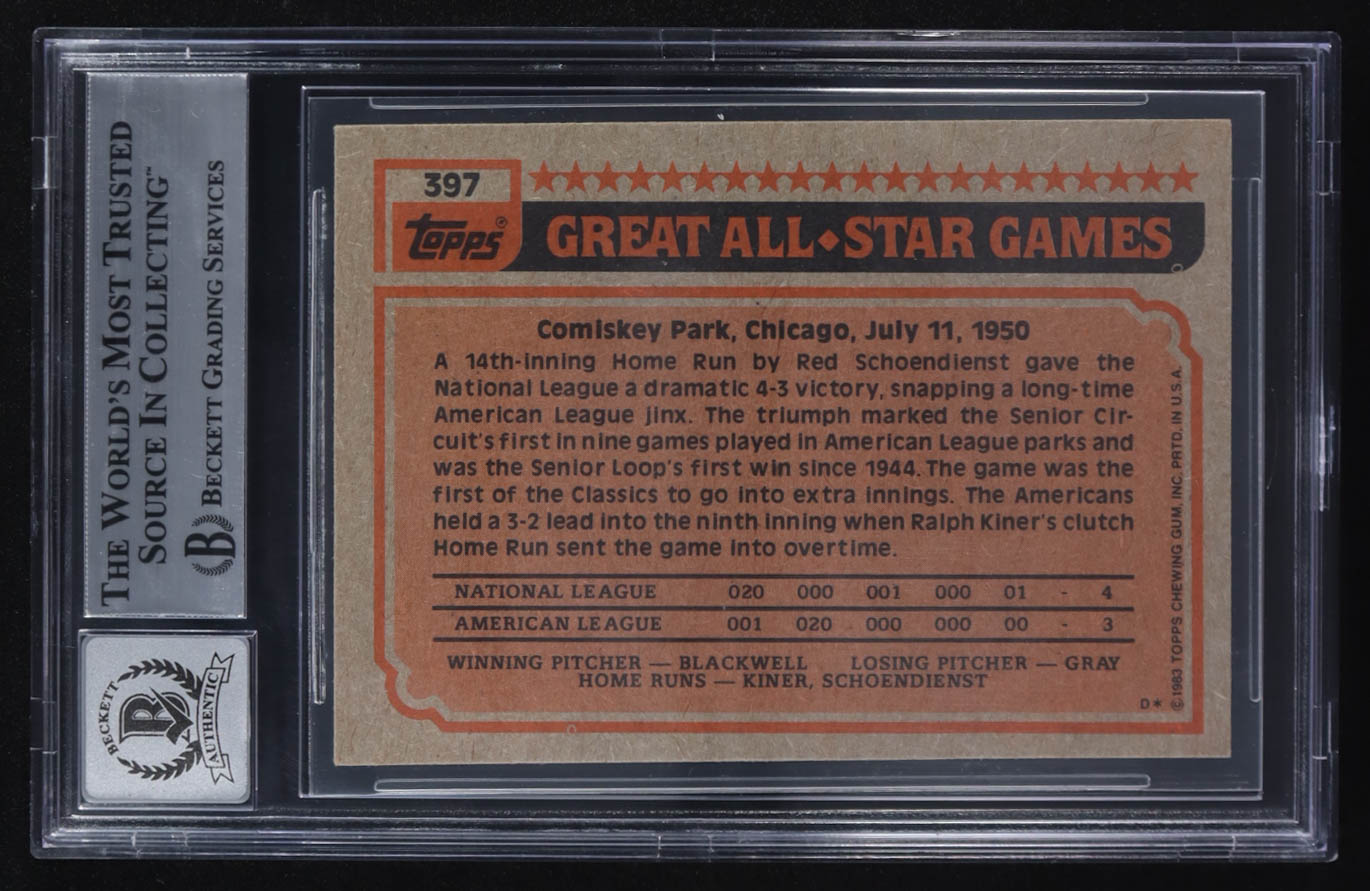 THE WORLD'S MOST TRUSTED
SOURCE IN COLLECTING™
B BECKETT GRADING SERVICES
BECKETT
B
AUTHENTIC
397
topps®
GREAT ALL◆STAR GAMES
Comiskey Park, Chicago, July 11, 1950
A 14th-inning Home Run by Red Schoendienst gave the
National League a dramatic 4-3 victory, snapping a long-time
American League jinx. The triumph marked the Senior Cir-
cuit's first in nine games played in American League parks and
was the Senior Loop's first win since 1944. The game was the
first of the Classics to go into extra innings. The Americans
held a 3-2 lead into the ninth inning when Ralph Kiner's clutch
Home Run sent the game into overtime.
NATIONAL LEAGUE 020 000 001 000 01 - 4
AMERICAN LEAGUE 001 020 000 000 00 - 3
WINNING PITCHER — BLACKWELL LOSING PITCHER — GRAY
HOME RUNS — KINER, SCHOENDIENST
D*
©1983 TOPPS CHEWING GUM, INC. PRTD. IN U.S.A.